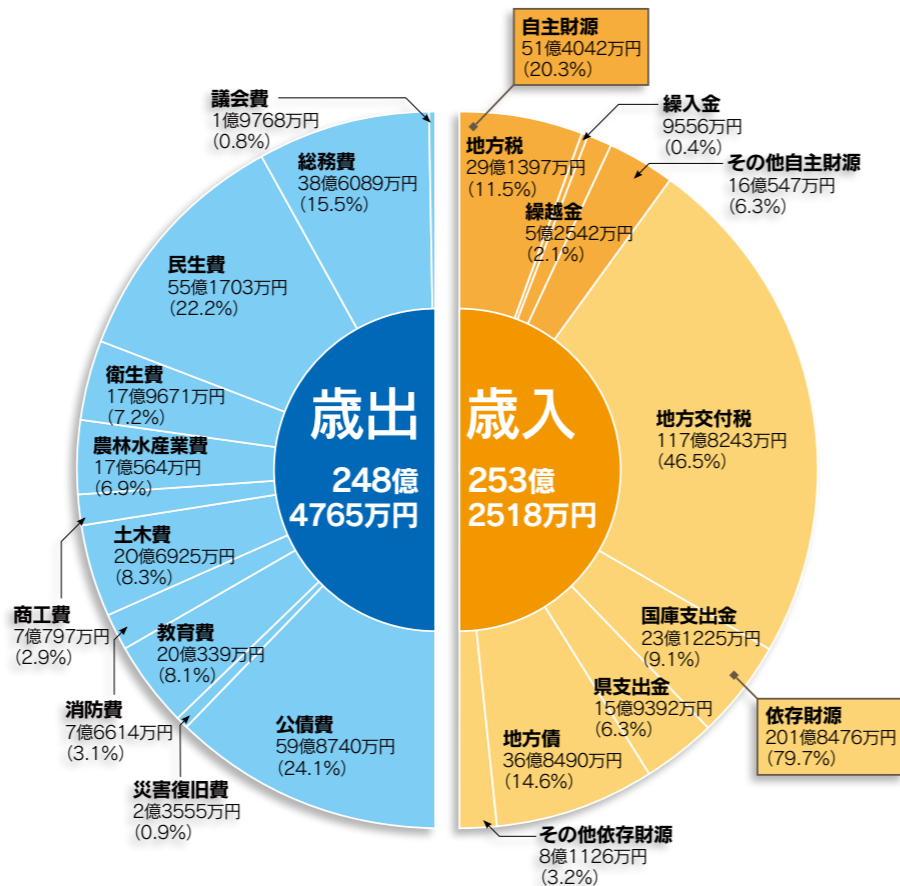 自主財源
51億4042万円
(20.3%)
議会費
1億9768万円
(0.8%)
総務費
38億6089万円
(15.5%)
民生費
55億1703万円
(22.2%)
衛生費
17億9671万円
(7.2%)
農林水産業費
17億564万円
(6.9%)
土木費
20億6925万円
(8.3%)
商工費
7億797万円
(2.9%)
教育費
20億339万円
(8.1%)
消防費
7億6614万円
(3.1%)
公債費
59億8740万円
(24.1%)
災害復旧費
2億3555万円
(0.9%)
歳出
248億
4765万円
歳入
253億
2518万円
地方税
29億1397万円
(11.5%)
繰入金
9556万円
(0.4%)
繰越金
5億2542万円
(2.1%)
その他自主財源
16億547万円
(6.3%)
地方交付税
117億8243万円
(46.5%)
国庫支出金
23億1225万円
(9.1%)
県支出金
15億9392万円
(6.3%)
依存財源
201億8476万円
(79.7%)
地方債
36億8490万円
(14.6%)
その他依存財源
8億1126万円
(3.2%)